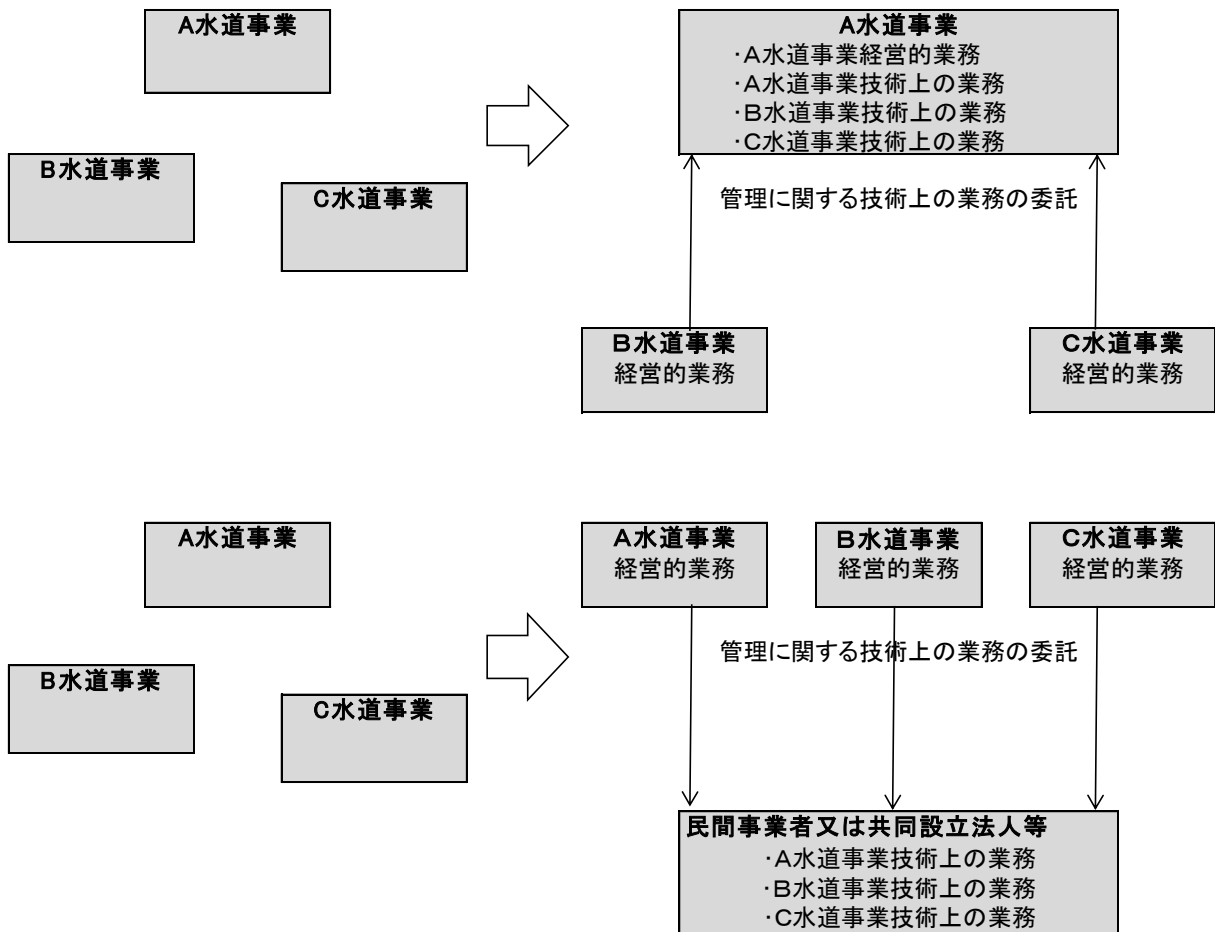 A水道事業
B水道事業
C水道事業
A水道事業
・A水道事業経営的業務
・A水道事業技術上の業務
・B水道事業技術上の業務
・C水道事業技術上の業務
管理に関する技術上の業務の委託
B水道事業
経営的業務
C水道事業
経営的業務
A水道事業
B水道事業
C水道事業
A水道事業
経営的業務
B水道事業
経営的業務
C水道事業
経営的業務
管理に関する技術上の業務の委託
民間事業者又は共同設立法人等
・A水道事業技術上の業務
・B水道事業技術上の業務
・C水道事業技術上の業務